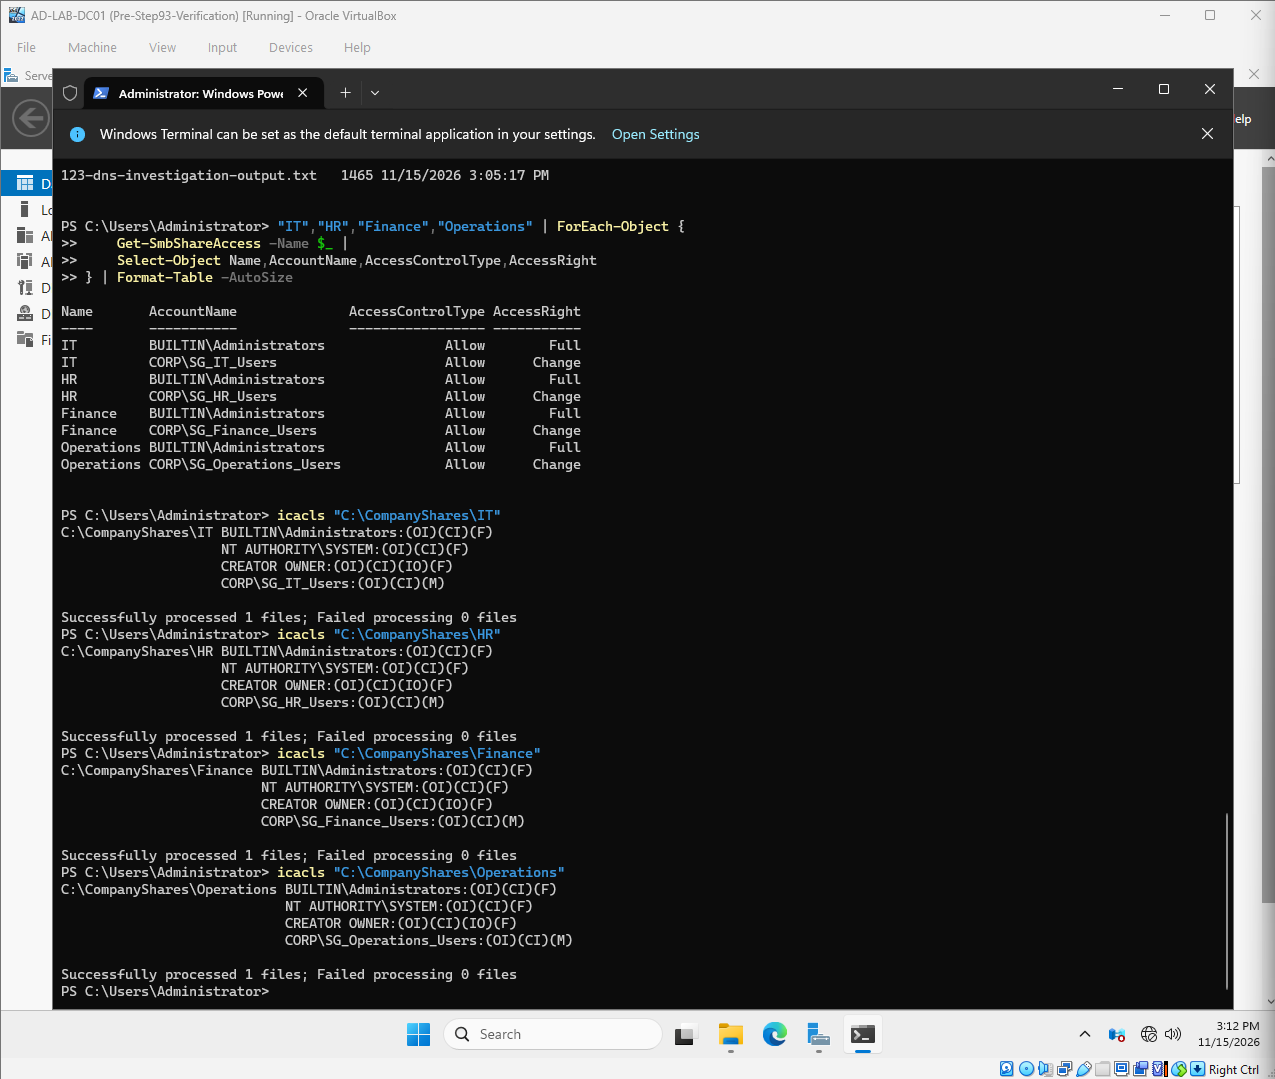 AD-LAB-DC01 (Pre-Step93-Verification) [Running] - Oracle VirtualBox
File Machine View Input Devices Help
Serve
Administrator: Windows Powe
Windows Terminal can be set as the default terminal application in your settings. Open Settings
elp
123-dns-investigation-output.txt 1465 11/15/2026 3:05:17 PM
D
Lo
Al
Al
D
D
Fi
PS C:\Users\Administrator> "IT","HR","Finance","Operations" | ForEach-Object {
>> Get-SmbShareAccess -Name $_ |
>> Select-Object Name,AccountName,AccessControlType,AccessRight
>> } | Format-Table -AutoSize
Name AccountName AccessControlType AccessRight
---- ----------- ----------------- -----------
IT BUILTIN\Administrators Allow Full
IT CORP\SG_IT_Users Allow Change
HR BUILTIN\Administrators Allow Full
HR CORP\SG_HR_Users Allow Change
Finance BUILTIN\Administrators Allow Full
Finance CORP\SG_Finance_Users Allow Change
Operations BUILTIN\Administrators Allow Full
Operations CORP\SG_Operations_Users Allow Change
PS C:\Users\Administrator> icacls "C:\CompanyShares\IT"
C:\CompanyShares\IT BUILTIN\Administrators:(OI)(CI)(F)
NT AUTHORITY\SYSTEM:(OI)(CI)(F)
CREATOR OWNER:(OI)(CI)(IO)(F)
CORP\SG_IT_Users:(OI)(CI)(M)
Successfully processed 1 files; Failed processing 0 files
PS C:\Users\Administrator> icacls "C:\CompanyShares\HR"
C:\CompanyShares\HR BUILTIN\Administrators:(OI)(CI)(F)
NT AUTHORITY\SYSTEM:(OI)(CI)(F)
CREATOR OWNER:(OI)(CI)(IO)(F)
CORP\SG_HR_Users:(OI)(CI)(M)
Successfully processed 1 files; Failed processing 0 files
PS C:\Users\Administrator> icacls "C:\CompanyShares\Finance"
C:\CompanyShares\Finance BUILTIN\Administrators:(OI)(CI)(F)
NT AUTHORITY\SYSTEM:(OI)(CI)(F)
CREATOR OWNER:(OI)(CI)(IO)(F)
CORP\SG_Finance_Users:(OI)(CI)(M)
Successfully processed 1 files; Failed processing 0 files
PS C:\Users\Administrator> icacls "C:\CompanyShares\Operations"
C:\CompanyShares\Operations BUILTIN\Administrators:(OI)(CI)(F)
NT AUTHORITY\SYSTEM:(OI)(CI)(F)
CREATOR OWNER:(OI)(CI)(IO)(F)
CORP\SG_Operations_Users:(OI)(CI)(M)
Successfully processed 1 files; Failed processing 0 files
PS C:\Users\Administrator>
Search
3:12 PM
11/15/2026
Right Ctrl